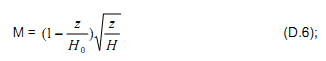 M = (1 − z/H₀)√(z/H) (D.6);